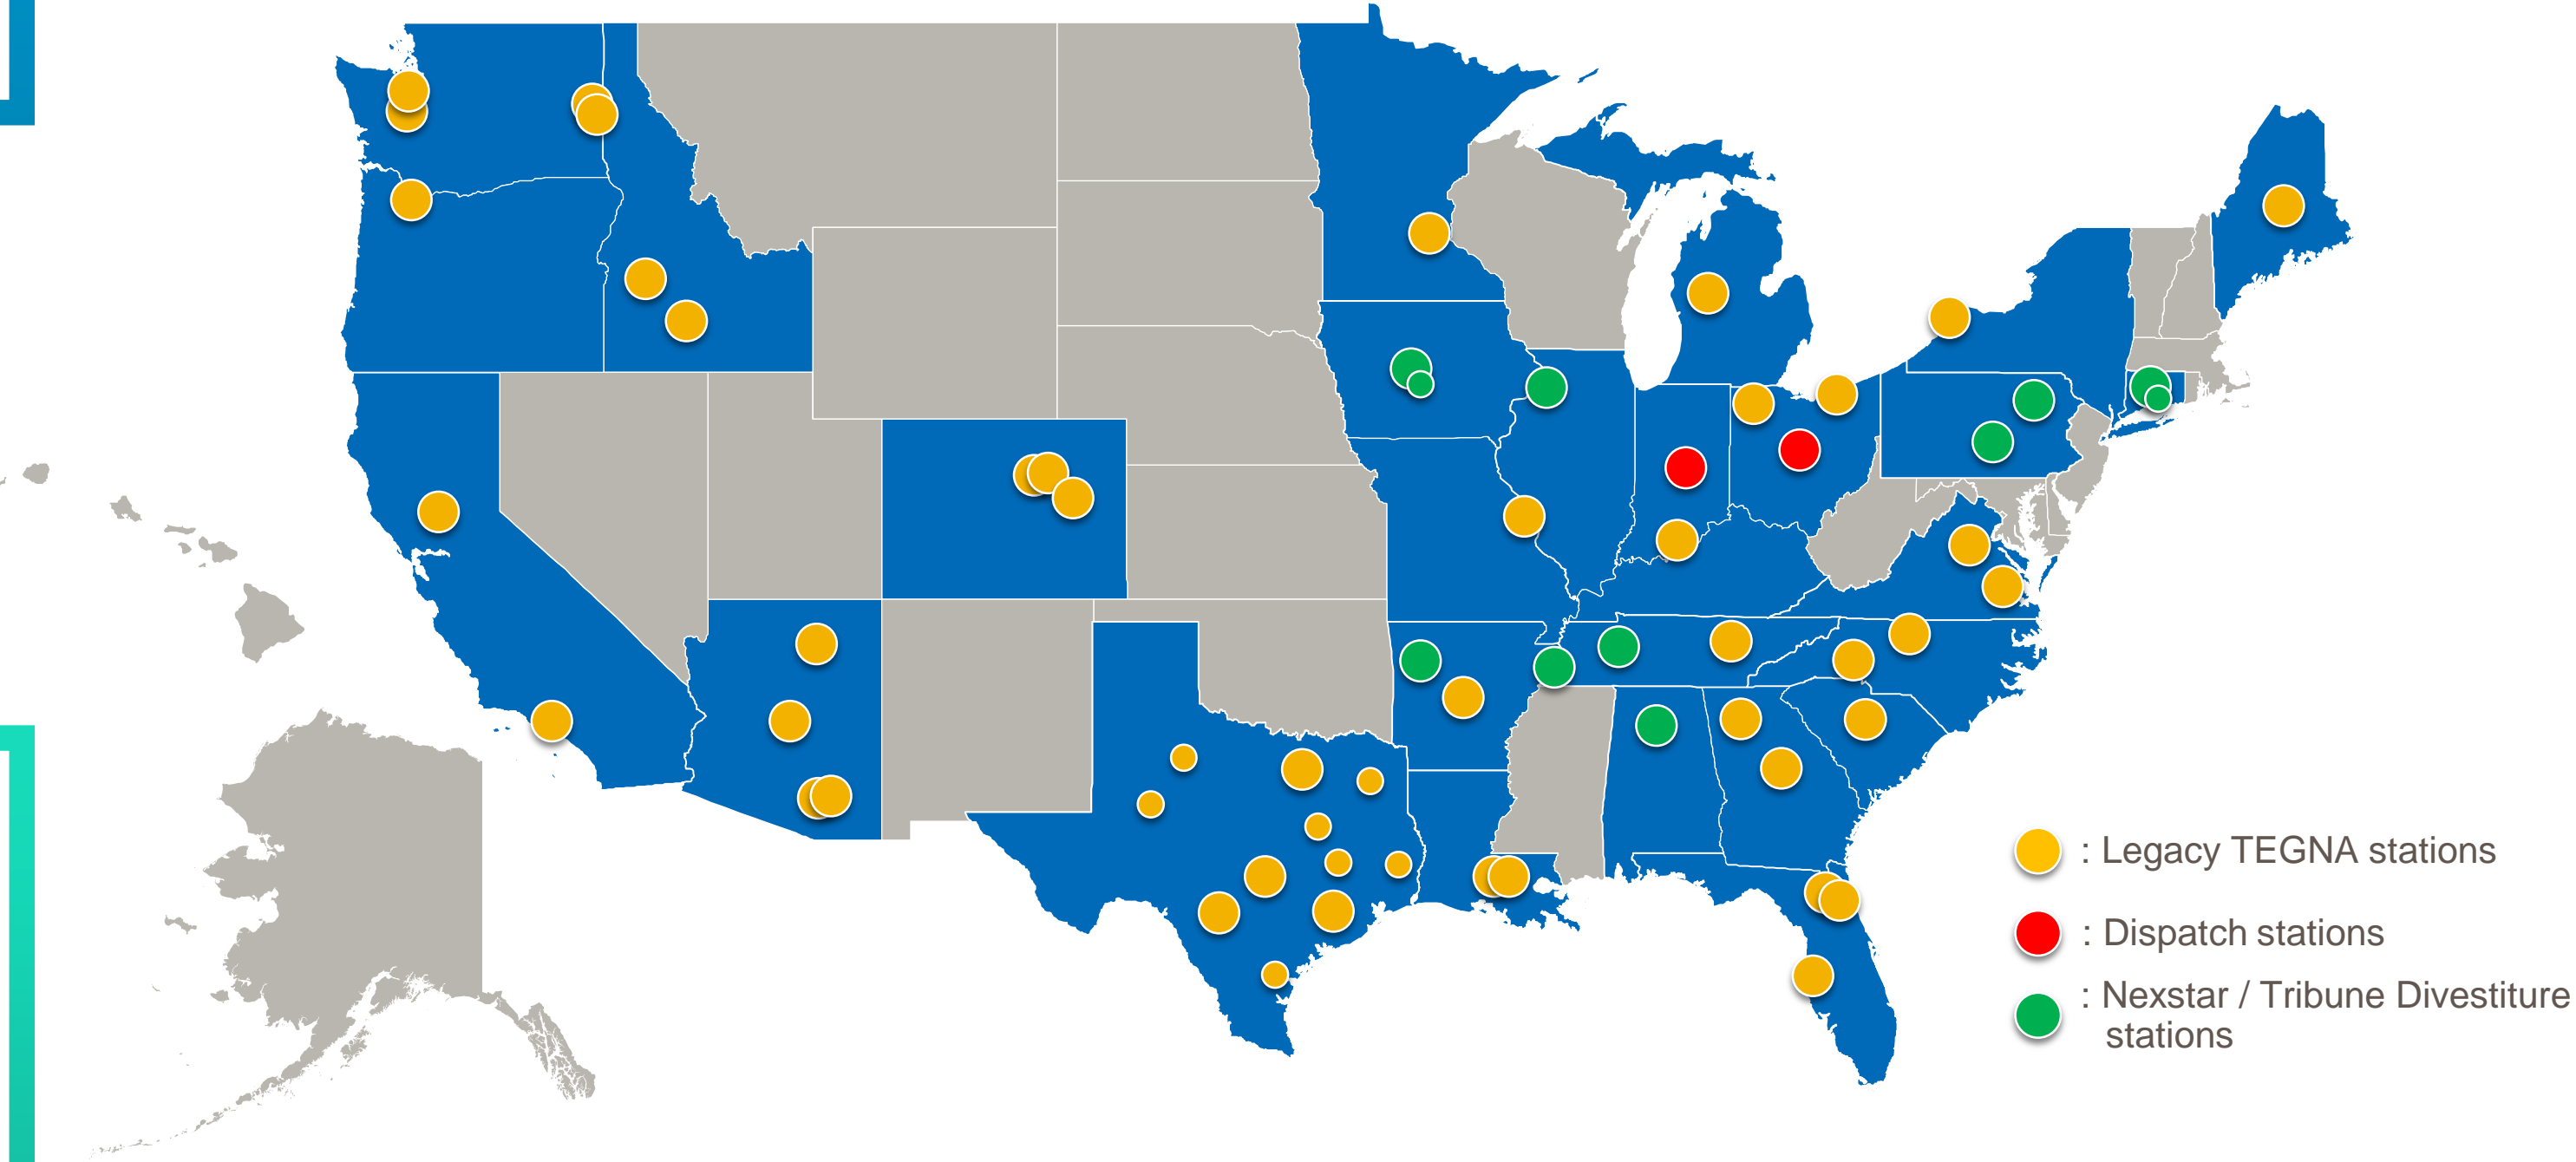 : Legacy TEGNA stations
: Dispatch stations
: Nexstar / Tribune Divestiture
stations